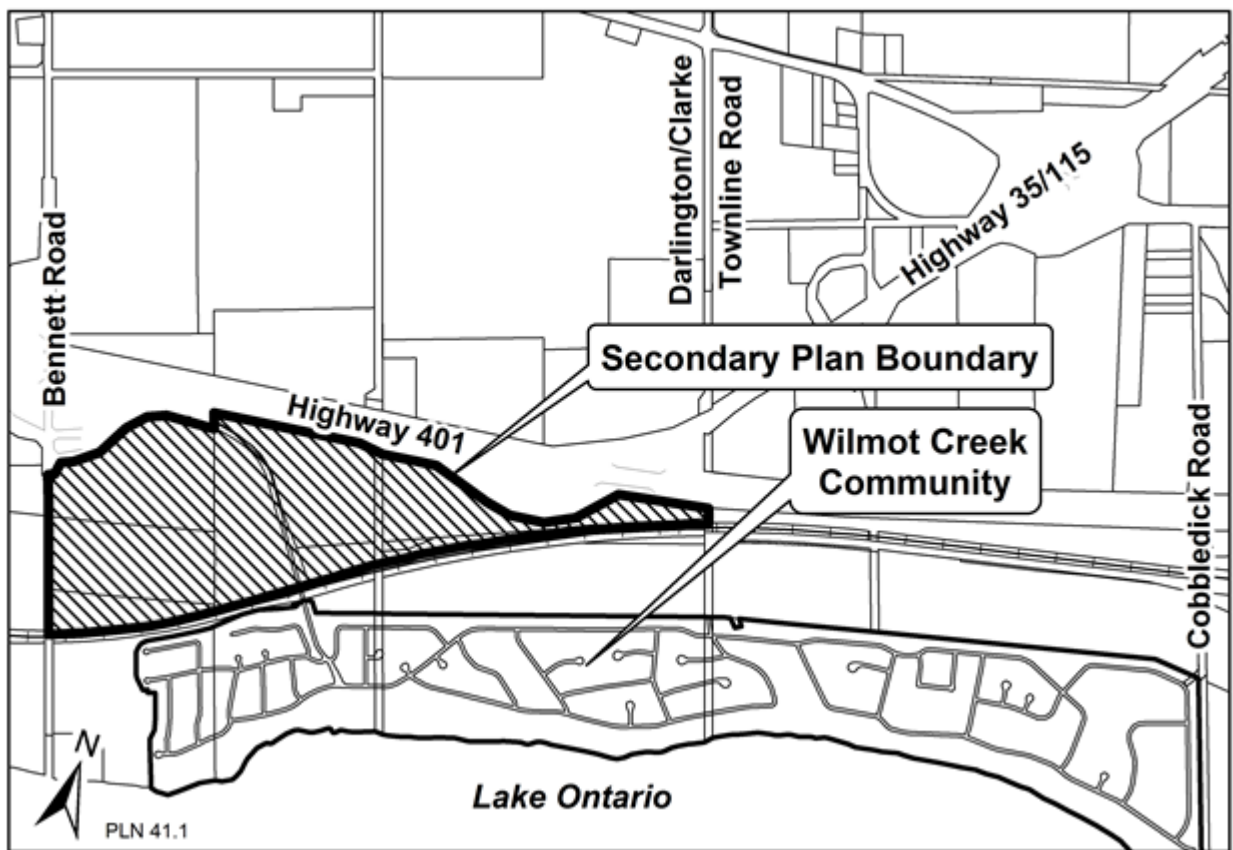 Darlington/Clarke
Townline Road
Highway 35/115
Bennett Road
Secondary Plan Boundary
Highway 401
Wilmot Creek
Community
Cobbledick Road
N
Lake Ontario
PLN 41.1